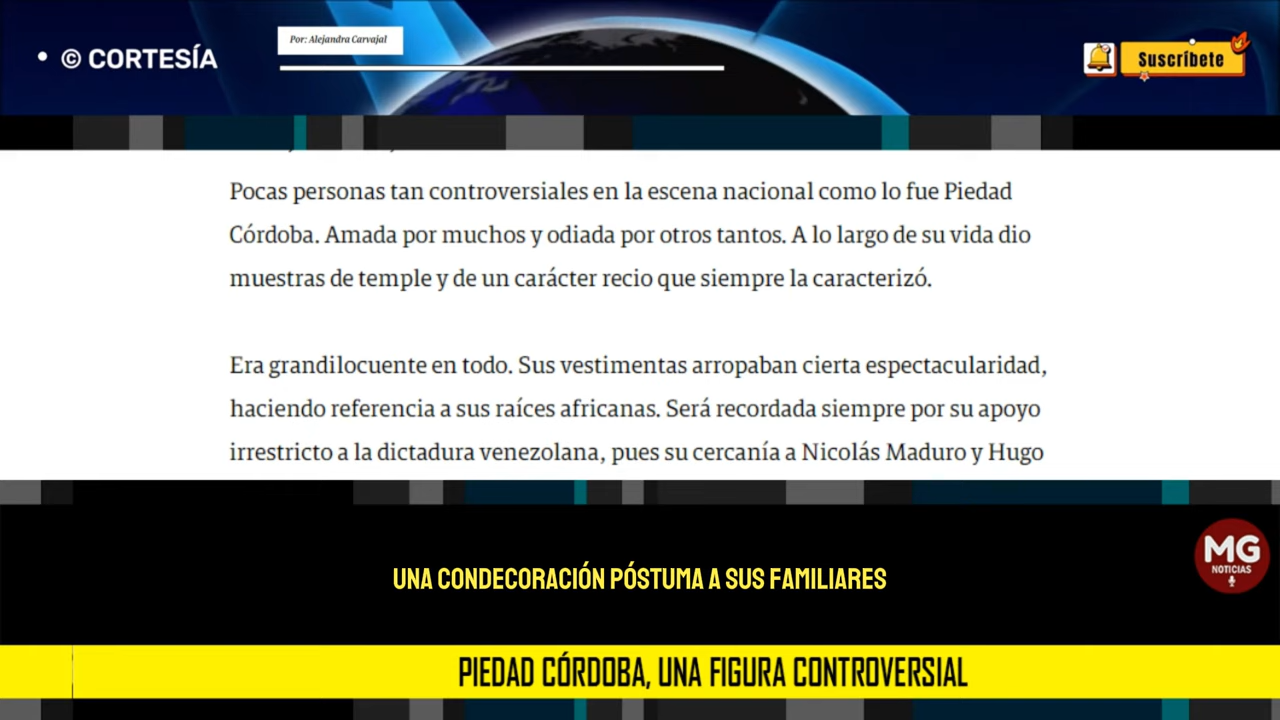 • © CORTESÍA
Por: Alejandra Carvajal
Suscríbete
Pocas personas tan controversiales en la escena nacional como lo fue Piedad
Córdoba. Amada por muchos y odiada por otros tantos. A lo largo de su vida dio
muestras de temple y de un carácter recio que siempre la caracterizó.
Era grandilocuente en todo. Sus vestimentas arropaban cierta espectacularidad,
haciendo referencia a sus raíces africanas. Será recordada siempre por su apoyo
irrestricto a la dictadura venezolana, pues su cercanía a Nicolás Maduro y Hugo
MG
NOTICIAS
UNA CONDECORACIÓN PÓSTUMA A SUS FAMILIARES
PIEDAD CÓRDOBA, UNA FIGURA CONTROVERSIAL